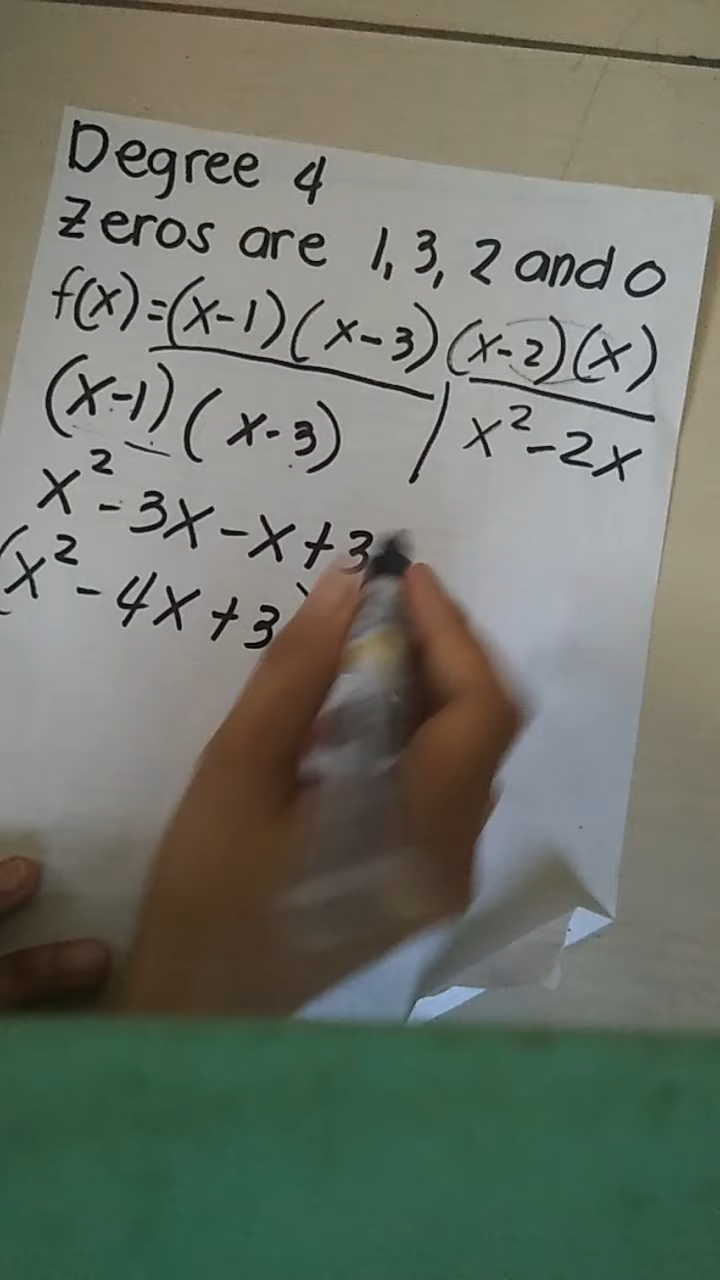 Degree 4
Zeros are 1, 3, 2 and 0
f(x)=(x-1)(x-3)(x-2)(x)
(x-1)(x-3) / x²-2x
x²-3x-x+3
(x²-4x+3)